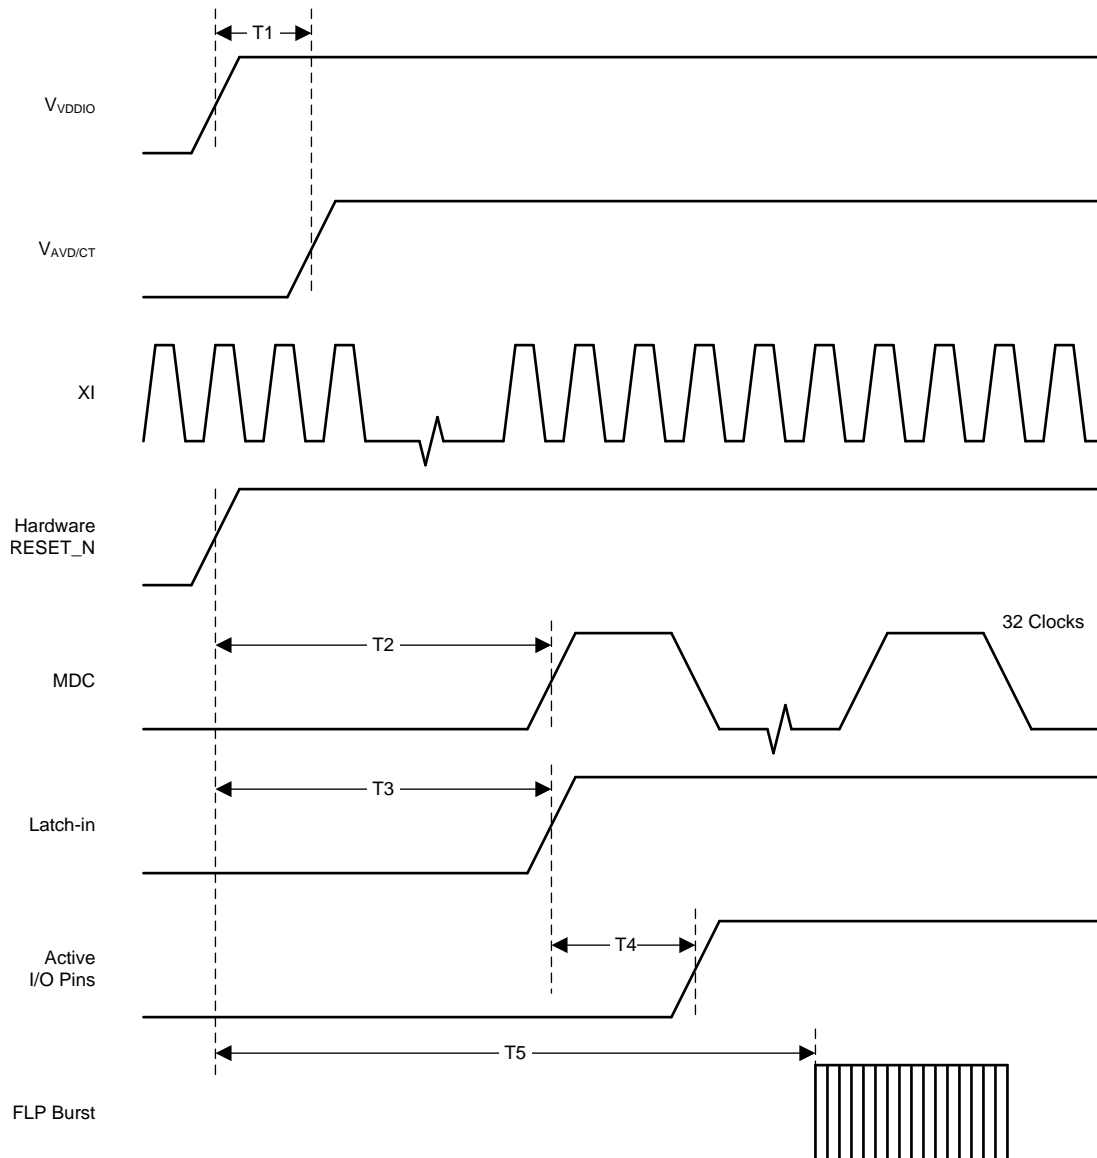 T1
VVDDIO
VAVD/CT
XI
Hardware
RESET_N
32 Clocks
T2
MDC
T3
Latch-in
T4
Active
I/O Pins
T5
FLP Burst